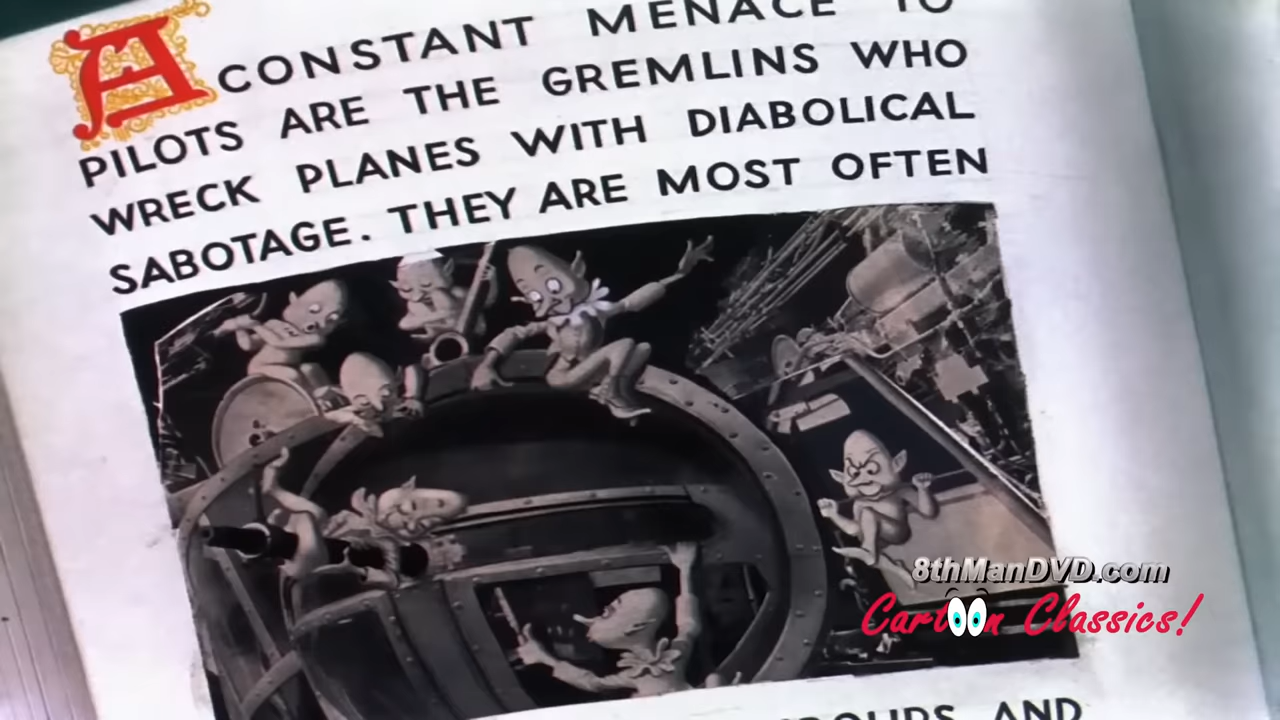 A CONSTANT MENACE TO
PILOTS ARE THE GREMLINS WHO
WRECK PLANES WITH DIABOLICAL
SABOTAGE. THEY ARE MOST OFTEN
8thManDVD.com
Cartoon Classics!
AND